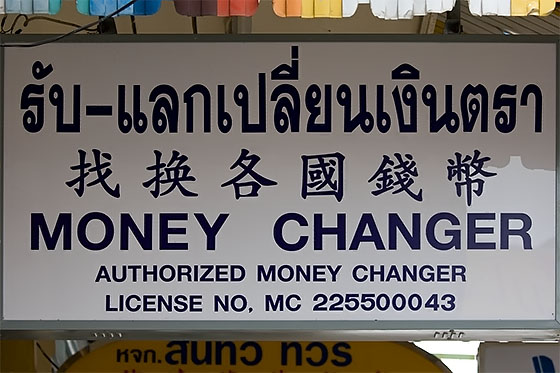 รับ-แลกเปลี่ยนเงินตรา
找换各國錢幣
MONEY CHANGER
AUTHORIZED MONEY CHANGER
LICENSE NO. MC 225500043
หจก. สันทิว ทัวร์